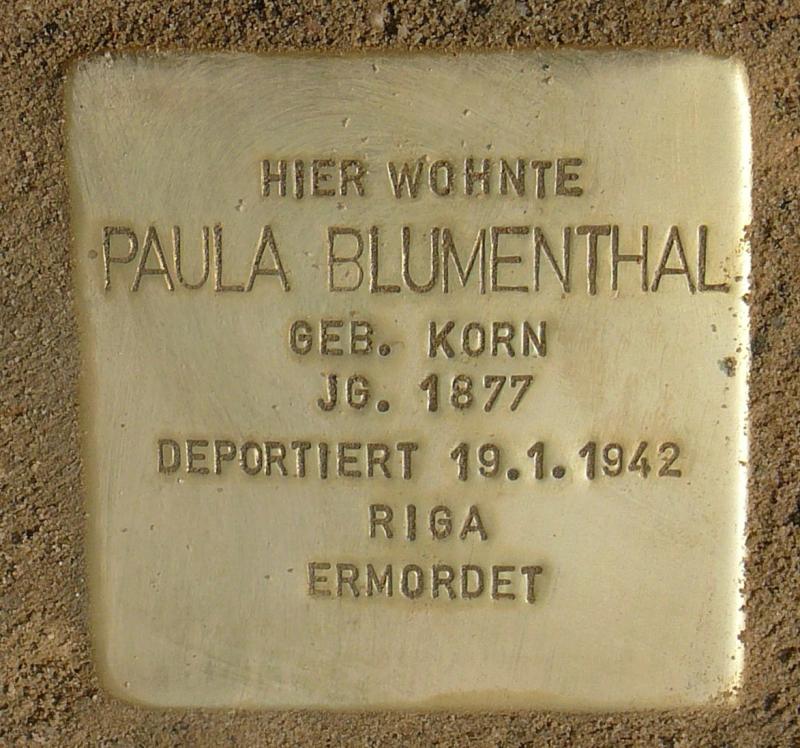 HIER WOHNTE
PAULA BLUMENTHAL
GEB. KORN
JG. 1877
DEPORTIERT 19.1.1942
RIGA
ERMORDET